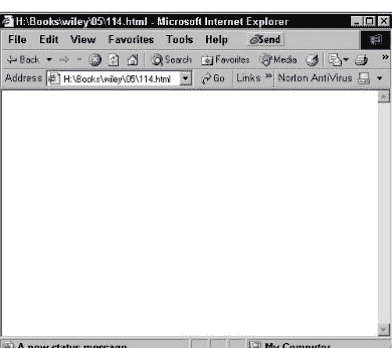 H:\Books\wiley\05\114.html - Microsoft Internet Explorer
File Edit View Favorites Tools Help Send
Back Search Favorites Media »
Address H:\Books\wiley\05\114.html Go Links » Norton AntiVirus
A new status message My Computer